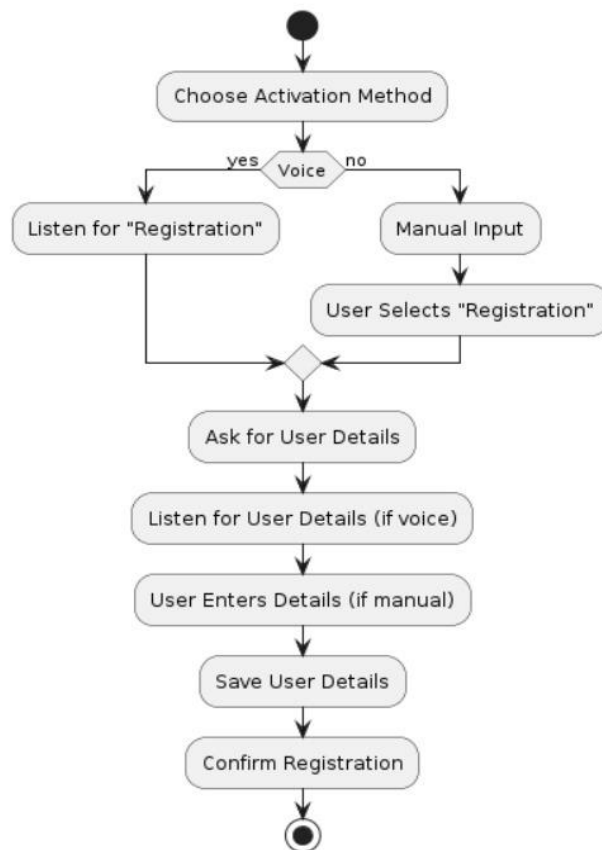 Choose Activation Method
yes
Voice
no
Listen for "Registration"
Manual Input
User Selects "Registration"
Ask for User Details
Listen for User Details (if voice)
User Enters Details (if manual)
Save User Details
Confirm Registration